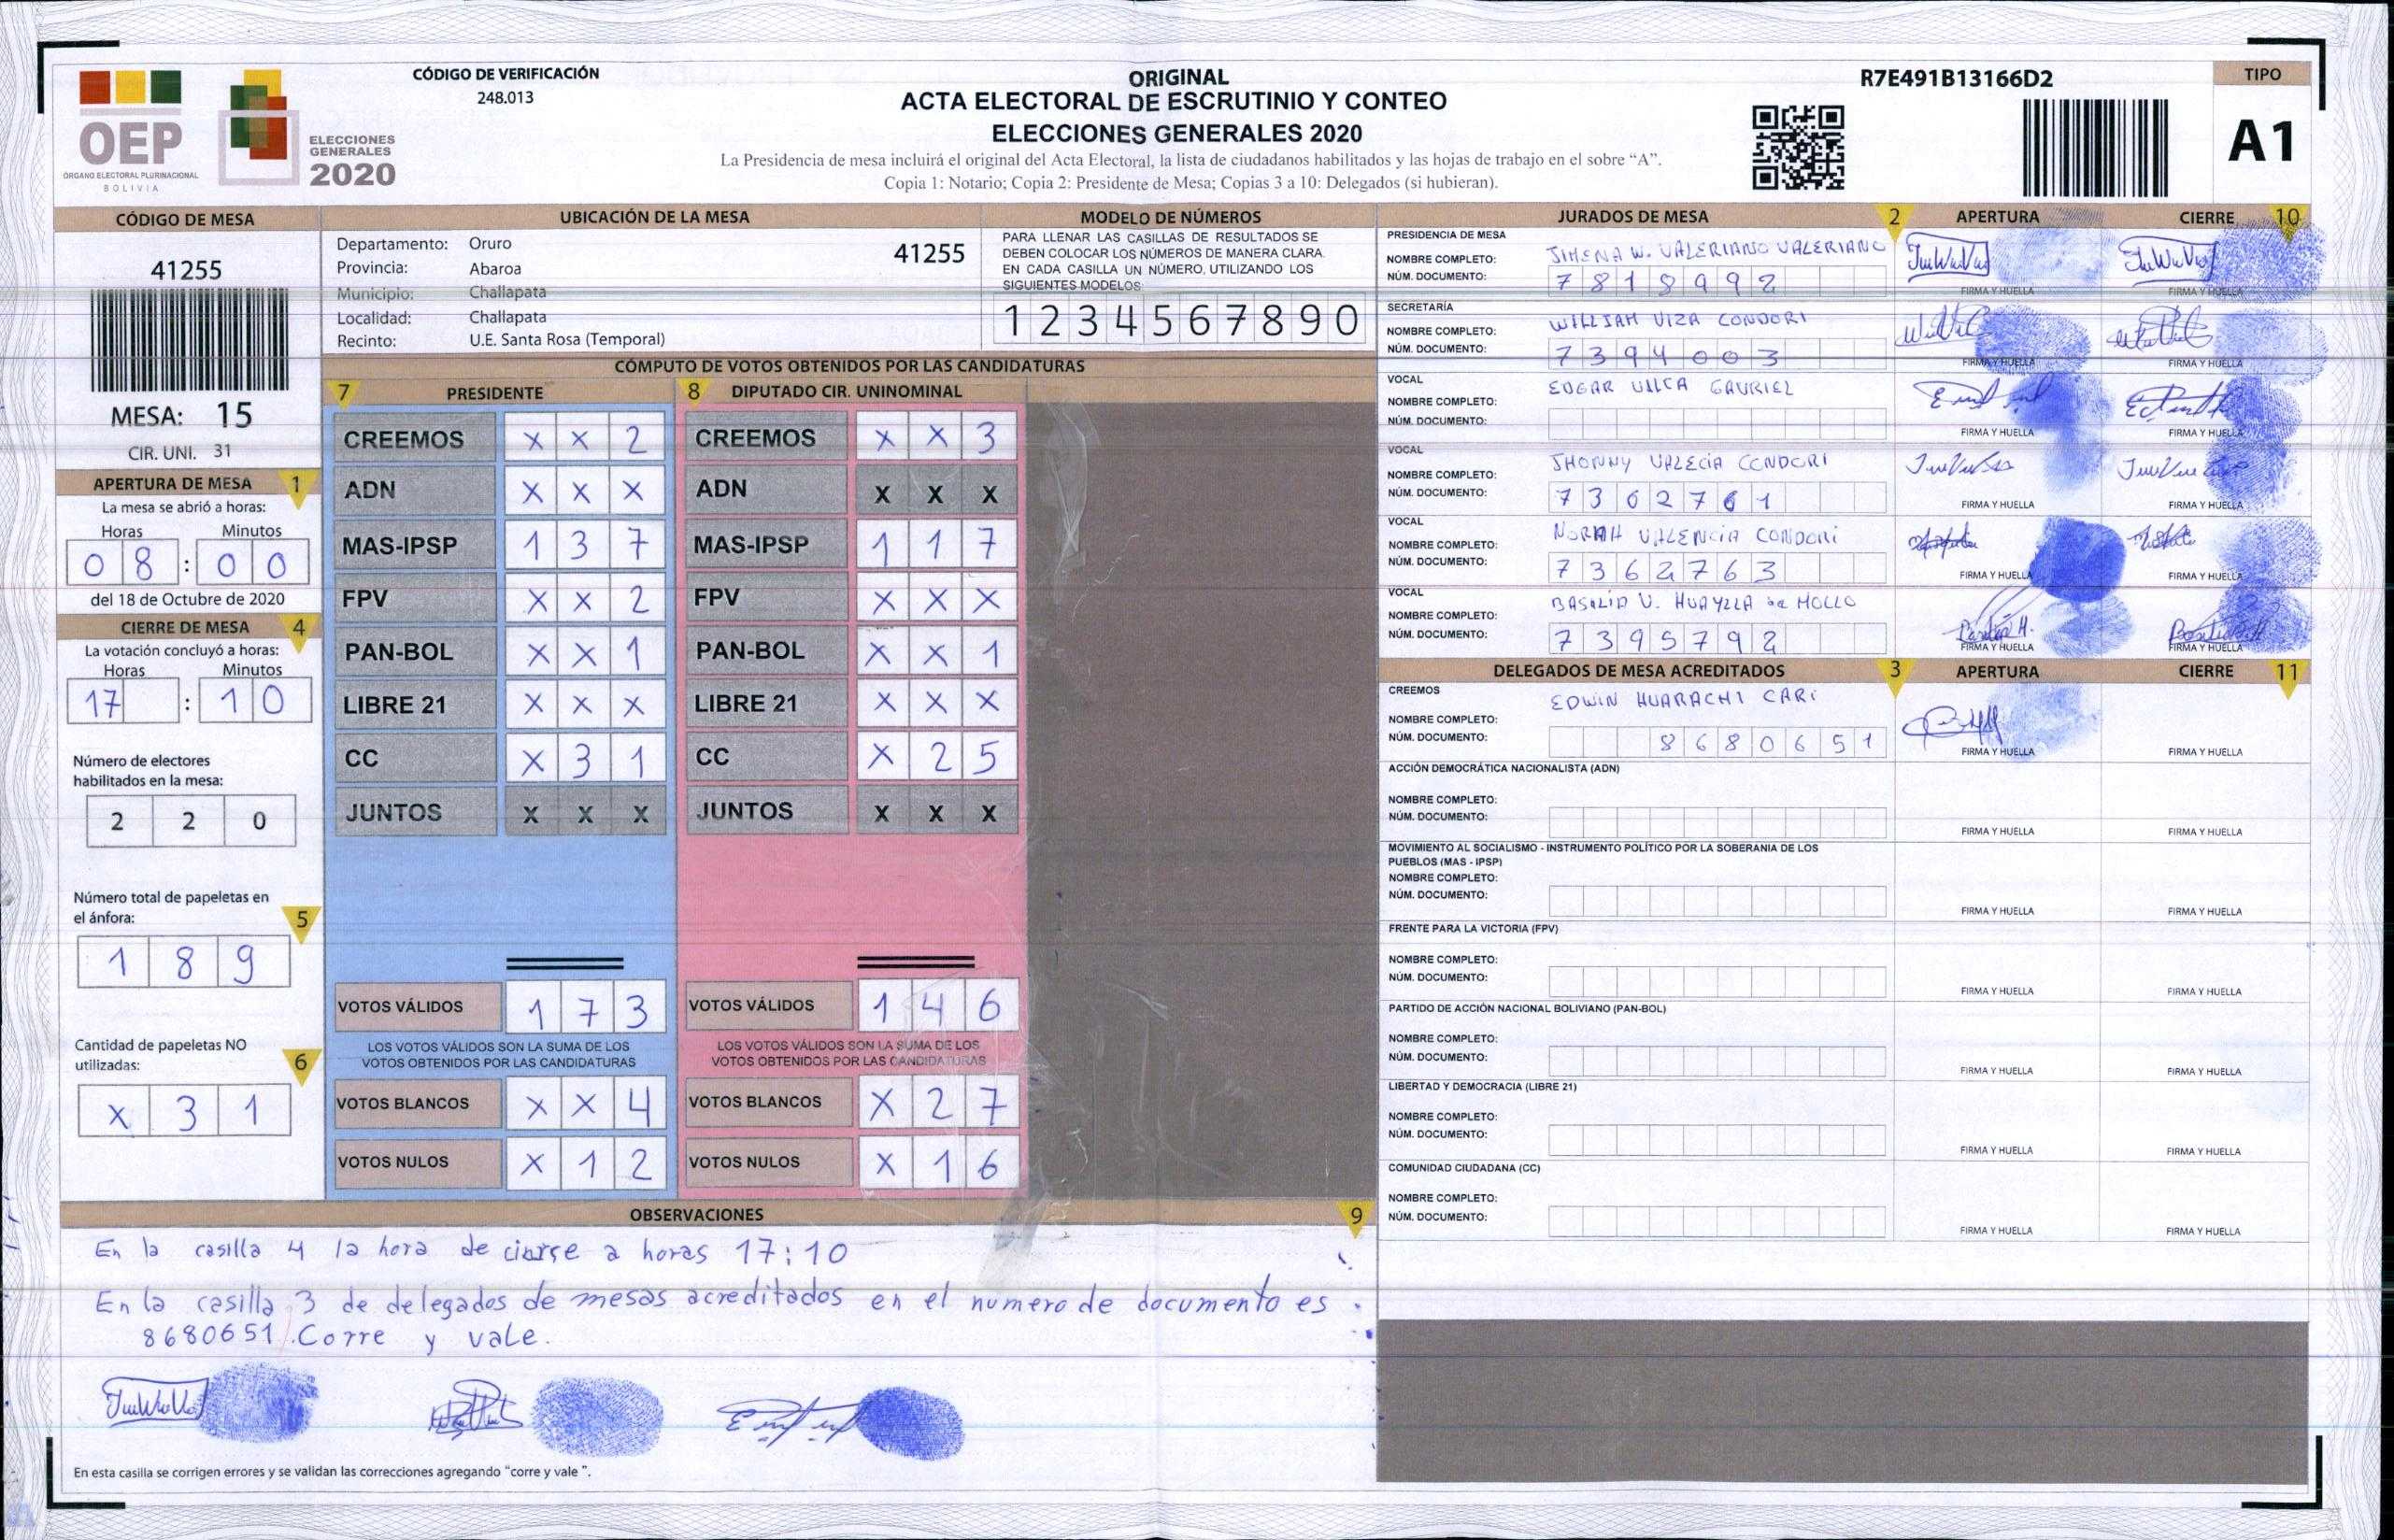 CÓDIGO DE VERIFICACIÓN
248.013
OEP
ÓRGANO ELECTORAL PLURINACIONAL
BOLIVIA
ELECCIONES
GENERALES
2020
ORIGINAL
ACTA ELECTORAL DE ESCRUTINIO Y CONTEO
ELECCIONES GENERALES 2020
La Presidencia de mesa incluirá el original del Acta Electoral, la lista de ciudadanos habilitados y las hojas de trabajo en el sobre “A”.
Copia 1: Notario; Copia 2: Presidente de Mesa; Copias 3 a 10: Delegados (si hubieran).
R7E491B13166D2
TIPO
A1
CÓDIGO DE MESA
41255
MESA: 15
CIR. UNI. 31
APERTURA DE MESA 1
La mesa se abrió a horas:
Horas Minutos
0 8 : 0 0
del 18 de Octubre de 2020
CIERRE DE MESA 4
La votación concluyó a horas:
Horas Minutos
17 : 1 0
Número de electores
habilitados en la mesa:
2 2 0
Número total de papeletas en
el ánfora: 5
1 8 9
Cantidad de papeletas NO
utilizadas: 6
X 3 1
UBICACIÓN DE LA MESA
Departamento: Oruro 41255
Provincia: Abaroa
Municipio: Challapata
Localidad: Challapata
Recinto: U.E. Santa Rosa (Temporal)
MODELO DE NÚMEROS
PARA LLENAR LAS CASILLAS DE RESULTADOS SE
DEBEN COLOCAR LOS NÚMEROS DE MANERA CLARA.
EN CADA CASILLA UN NÚMERO, UTILIZANDO LOS
SIGUIENTES MODELOS:
1 2 3 4 5 6 7 8 9 0
CÓMPUTO DE VOTOS OBTENIDOS POR LAS CANDIDATURAS
7 PRESIDENTE
CREEMOS X X 2
ADN X X X
MAS-IPSP 1 3 7
FPV X X 2
PAN-BOL X X 1
LIBRE 21 X X X
CC X 3 1
JUNTOS X X X
VOTOS VÁLIDOS 1 7 3
LOS VOTOS VÁLIDOS SON LA SUMA DE LOS
VOTOS OBTENIDOS POR LAS CANDIDATURAS
VOTOS BLANCOS X X 4
VOTOS NULOS X 1 2
8 DIPUTADO CIR. UNINOMINAL
CREEMOS X X 3
ADN X X X
MAS-IPSP 1 1 7
FPV X X X
PAN-BOL X X 1
LIBRE 21 X X X
CC X 2 5
JUNTOS X X X
VOTOS VÁLIDOS 1 4 6
LOS VOTOS VÁLIDOS SON LA SUMA DE LOS
VOTOS OBTENIDOS POR LAS CANDIDATURAS
VOTOS BLANCOS X 2 7
VOTOS NULOS X 1 6
OBSERVACIONES 9
En la casilla 4 la hora de a horas 17:10
En la casilla 3 de delegados de mesas acreditados en el numero de documento es
8680651 Corre y vale.
En esta casilla se corrigen errores y se validan las correcciones agregando “corre y vale ”.
JURADOS DE MESA 2 APERTURA CIERRE 10
PRESIDENCIA DE MESA
NOMBRE COMPLETO: JIMENA W. VALERIANO VALERIANO
NÚM. DOCUMENTO: 7 8 1 8 9 9 2
FIRMA Y HUELLA FIRMA Y HUELLA
SECRETARÍA
NOMBRE COMPLETO: WILLIAM VIZA CONDORI
NÚM. DOCUMENTO: 7 3 9 4 0 0 3
FIRMA Y HUELLA FIRMA Y HUELLA
VOCAL
NOMBRE COMPLETO: EDGAR GAVRIEL
NÚM. DOCUMENTO:
FIRMA Y HUELLA FIRMA Y HUELLA
VOCAL
NOMBRE COMPLETO: JHONNY CONDORI
NÚM. DOCUMENTO: 7 3 6 2 7 6 1
FIRMA Y HUELLA FIRMA Y HUELLA
VOCAL
NOMBRE COMPLETO: NORAH VALENCIA CONDORI
NÚM. DOCUMENTO: 7 3 6 2 7 6 3
FIRMA Y HUELLA FIRMA Y HUELLA
VOCAL
NOMBRE COMPLETO: BASILIA V. HUAYLLA de MOLLO
NÚM. DOCUMENTO: 7 3 9 5 7 9 2
FIRMA Y HUELLA FIRMA Y HUELLA
DELEGADOS DE MESA ACREDITADOS 3 APERTURA CIERRE 11
CREEMOS
NOMBRE COMPLETO: EDWIN HUARACHI CARI
NÚM. DOCUMENTO: 8 6 8 0 6 5 1
FIRMA Y HUELLA FIRMA Y HUELLA
ACCIÓN DEMOCRÁTICA NACIONALISTA (ADN)
NOMBRE COMPLETO:
NÚM. DOCUMENTO:
FIRMA Y HUELLA FIRMA Y HUELLA
MOVIMIENTO AL SOCIALISMO - INSTRUMENTO POLÍTICO POR LA SOBERANIA DE LOS
PUEBLOS (MAS - IPSP)
NOMBRE COMPLETO:
NÚM. DOCUMENTO:
FIRMA Y HUELLA FIRMA Y HUELLA
FRENTE PARA LA VICTORIA (FPV)
NOMBRE COMPLETO:
NÚM. DOCUMENTO:
FIRMA Y HUELLA FIRMA Y HUELLA
PARTIDO DE ACCIÓN NACIONAL BOLIVIANO (PAN-BOL)
NOMBRE COMPLETO:
NÚM. DOCUMENTO:
FIRMA Y HUELLA FIRMA Y HUELLA
LIBERTAD Y DEMOCRACIA (LIBRE 21)
NOMBRE COMPLETO:
NÚM. DOCUMENTO:
FIRMA Y HUELLA FIRMA Y HUELLA
COMUNIDAD CIUDADANA (CC)
NOMBRE COMPLETO:
NÚM. DOCUMENTO:
FIRMA Y HUELLA FIRMA Y HUELLA